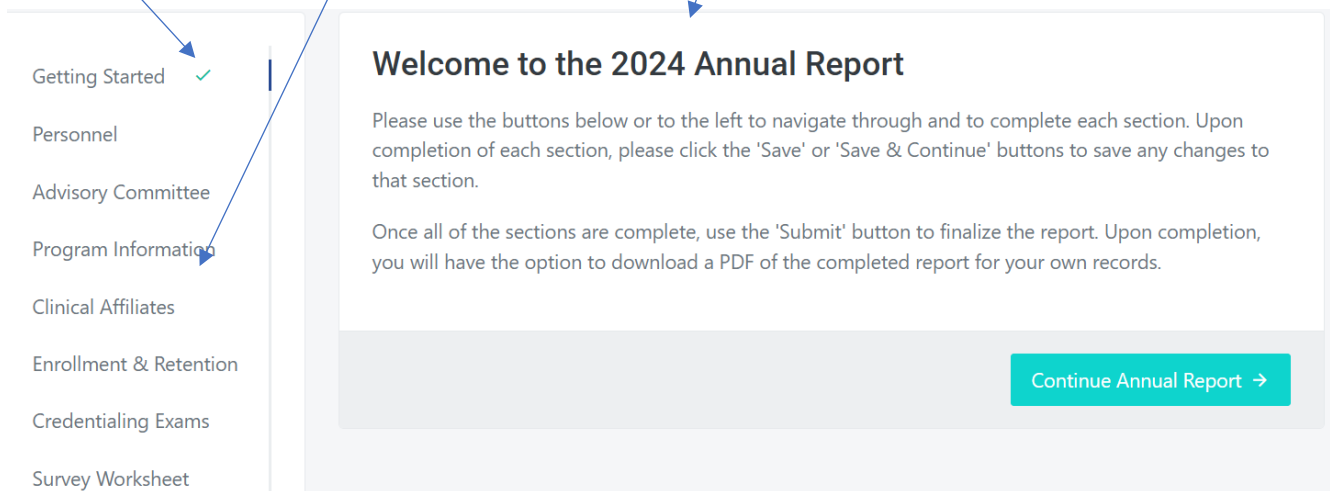 Getting Started
Personnel
Advisory Committee
Program Information
Clinical Affiliates
Enrollment & Retention
Credentialing Exams
Survey Worksheet
Welcome to the 2024 Annual Report
Please use the buttons below or to the left to navigate through and to complete each section. Upon
completion of each section, please click the 'Save' or 'Save & Continue' buttons to save any changes to
that section.
Once all of the sections are complete, use the 'Submit' button to finalize the report. Upon completion,
you will have the option to download a PDF of the completed report for your own records.
Continue Annual Report →